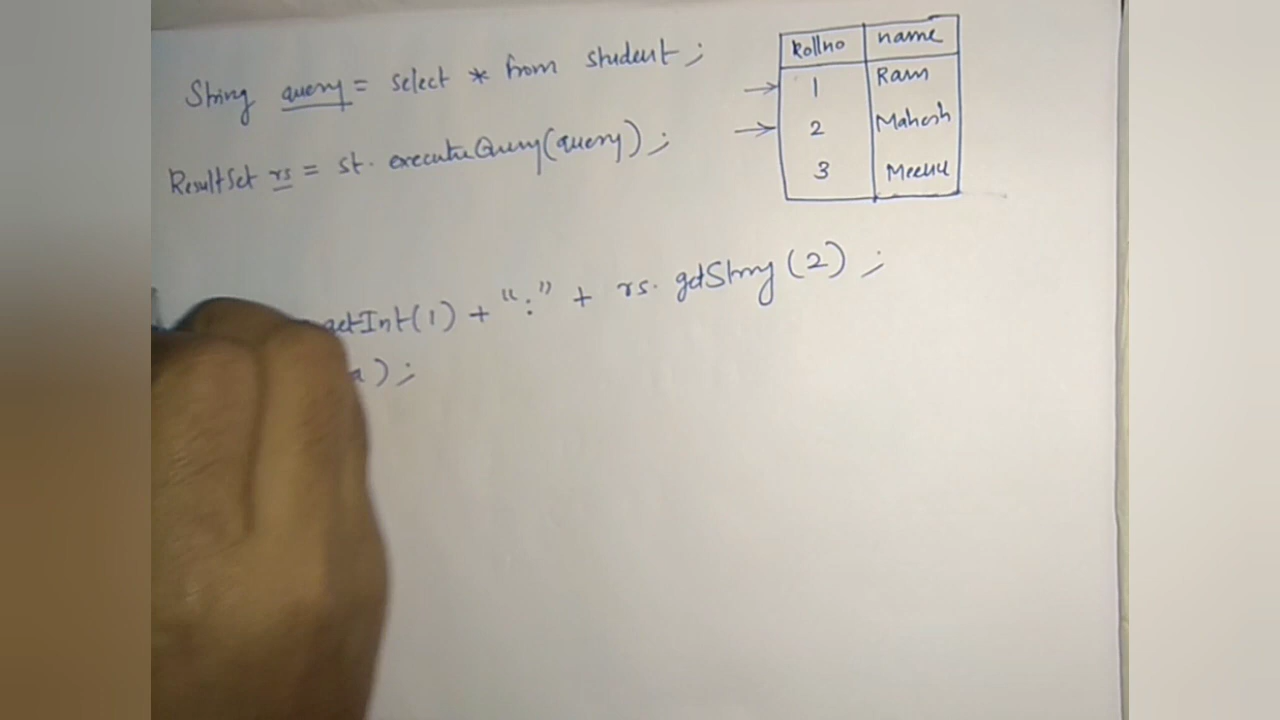 String query = select * from student ;
ResultSet rs = st. executeQuery(query) ;
Rollno name
1 Ram
2 Mahesh
3 Meenu
getInt(1) + " : " + rs. getString (2) ;
a) ;